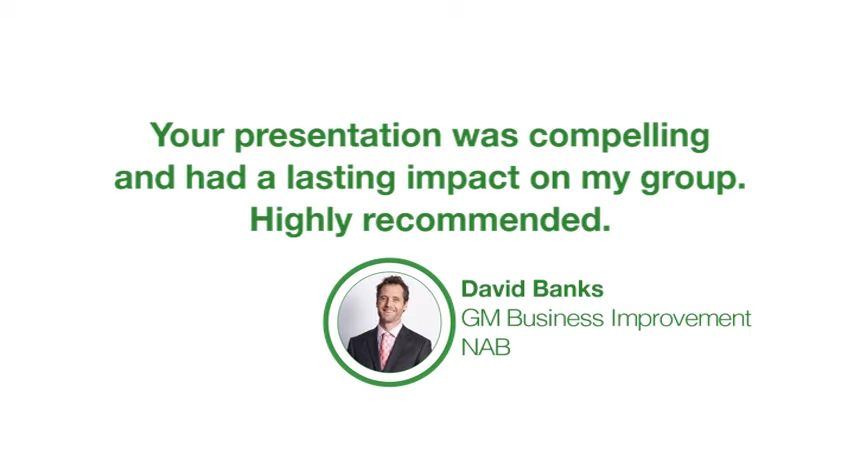 Your presentation was compelling
and had a lasting impact on my group.
Highly recommended.
David Banks
GM Business Improvement
NAB